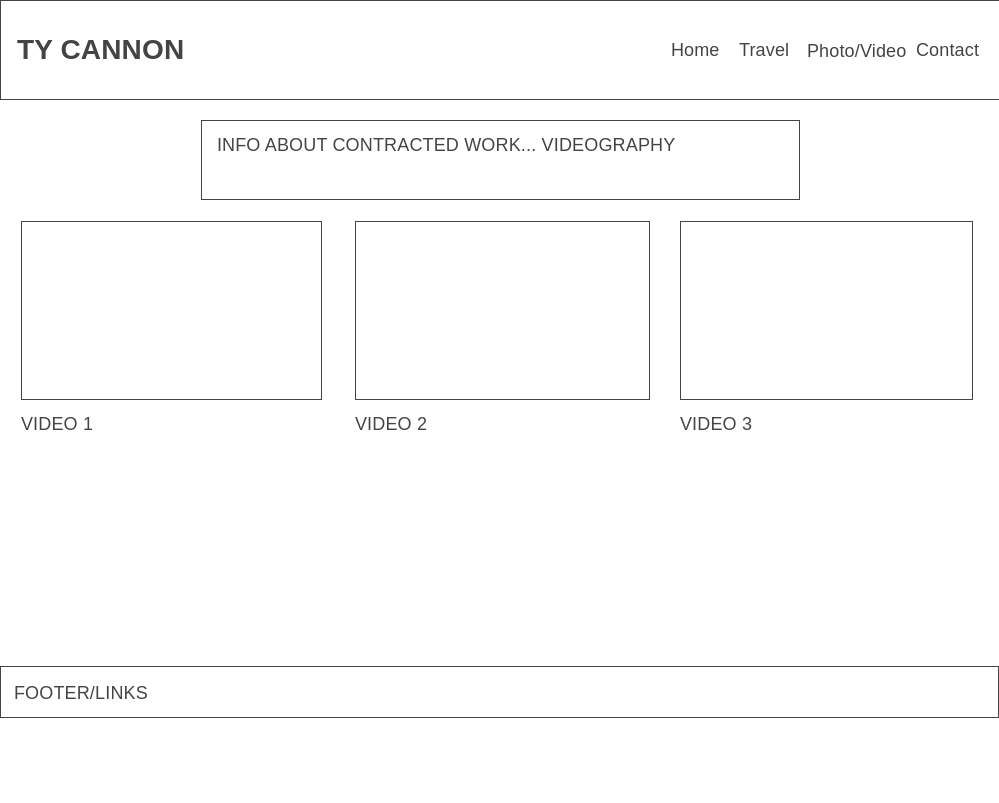 TY CANNON
Home Travel Photo/Video Contact
INFO ABOUT CONTRACTED WORK... VIDEOGRAPHY
VIDEO 1 VIDEO 2 VIDEO 3
FOOTER/LINKS